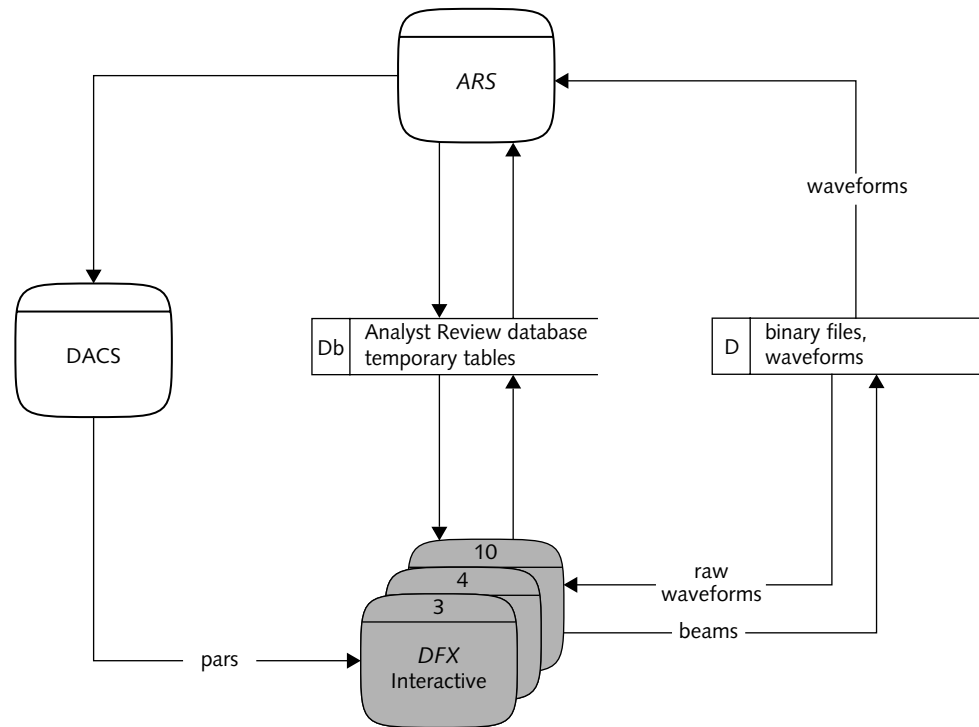 ARS
waveforms
DACS
Db
Analyst Review database
temporary tables
D
binary files,
waveforms
10
4
3
DFX
Interactive
raw
waveforms
beams
pars